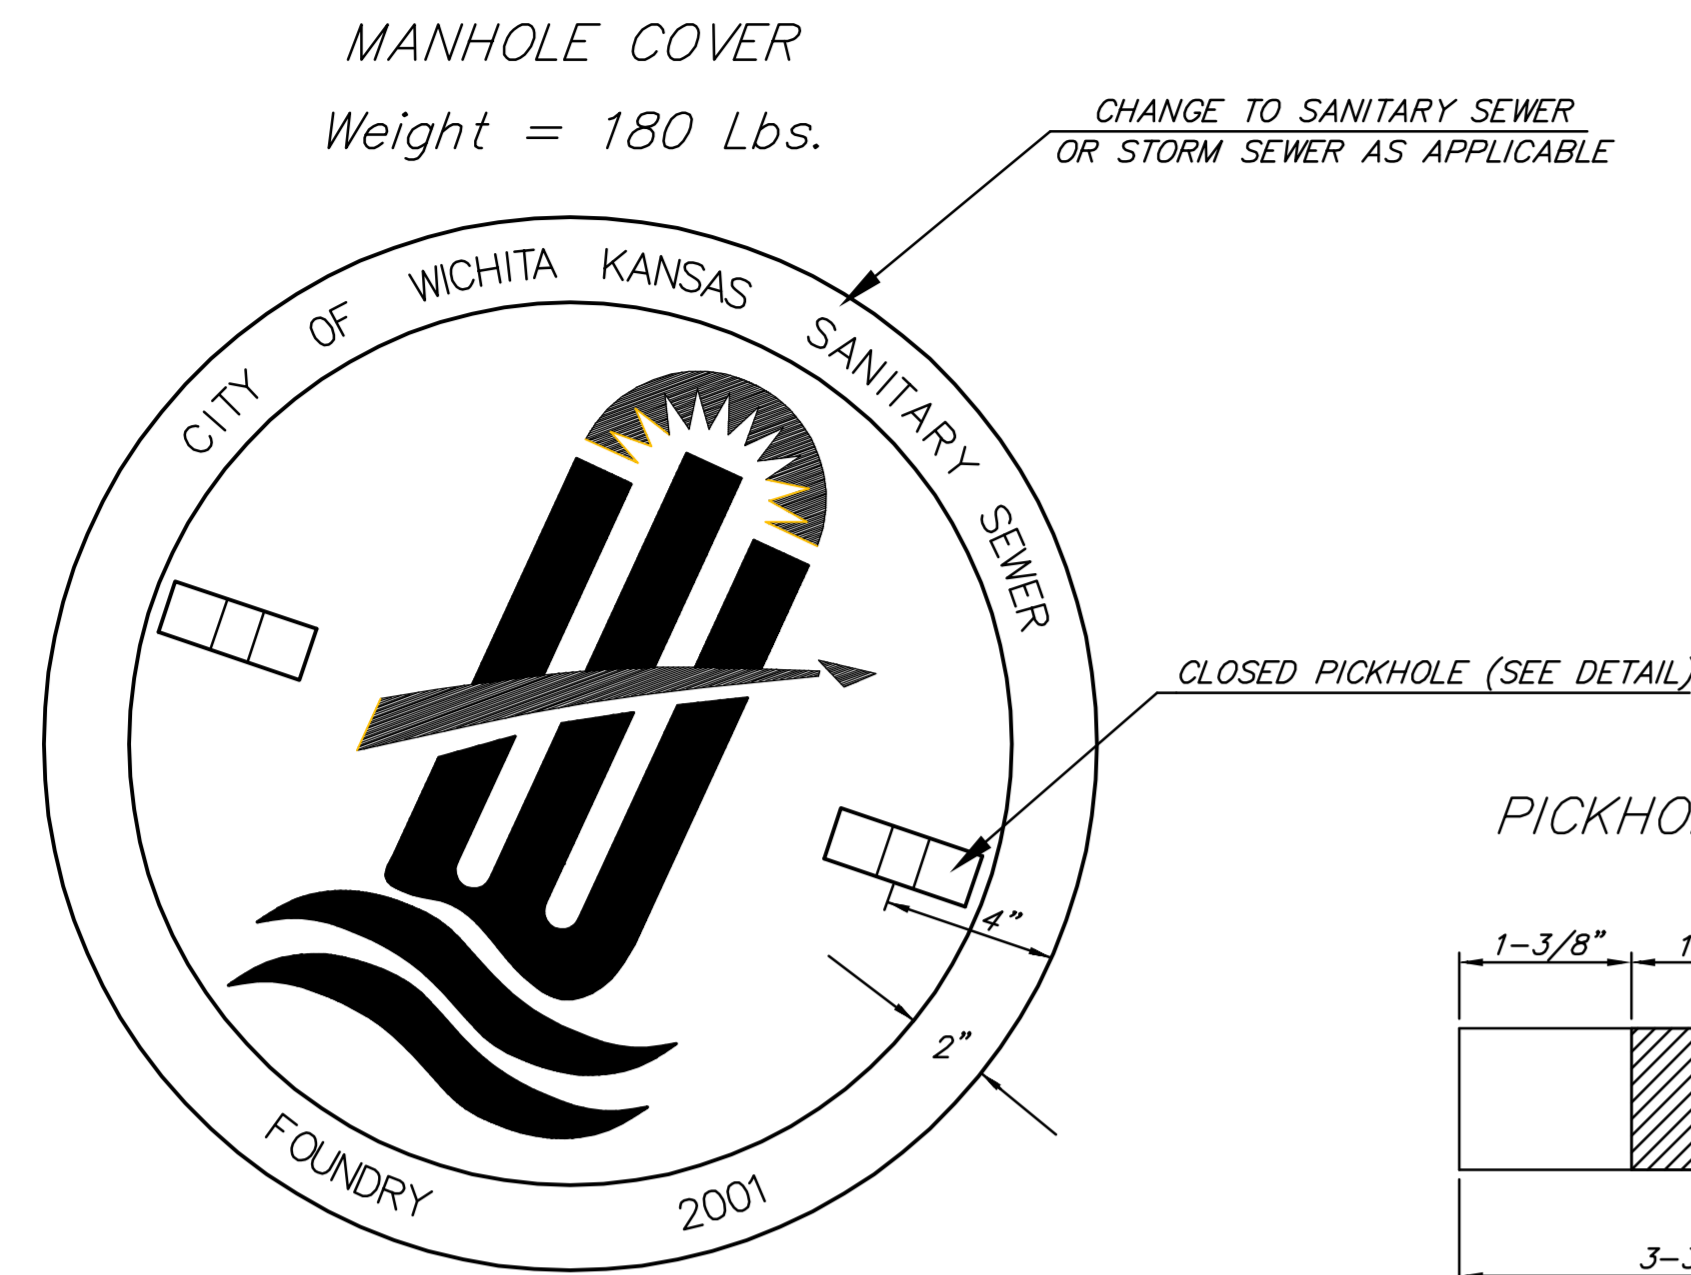 MANHOLE COVER
Weight = 180 Lbs.
CHANGE TO SANITARY SEWER
OR STORM SEWER AS APPLICABLE
CITY OF WICHITA KANSAS SANITARY SEWER
CLOSED PICKHOLE (SEE DETAIL)
4"
2"
1-3/8"
FOUNDRY 2001